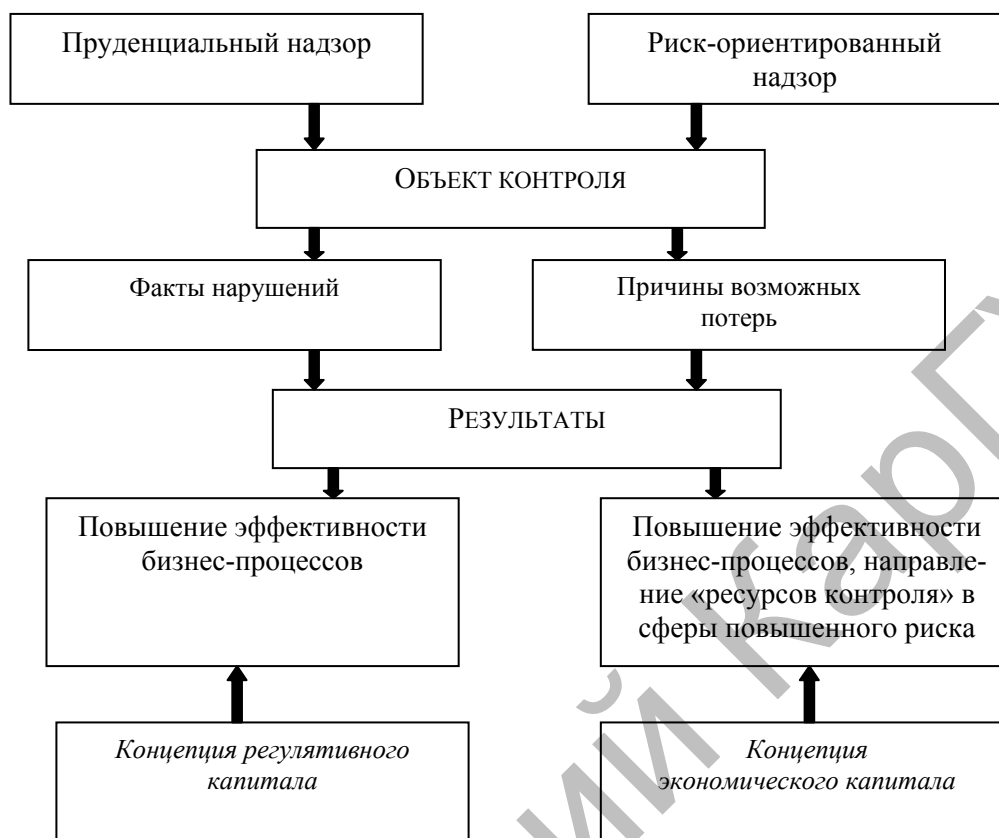 Пруденциальный надзор
Риск-ориентированный
надзор
ОБЪЕКТ КОНТРОЛЯ
Факты нарушений
Причины возможных
потерь
РЕЗУЛЬТАТЫ
Повышение эффективности
бизнес-процессов
Повышение эффективности
бизнес-процессов, направле-
ние «ресурсов контроля» в
сферы повышенного риска
Концепция регулятивного
капитала
Концепция
экономического капитала